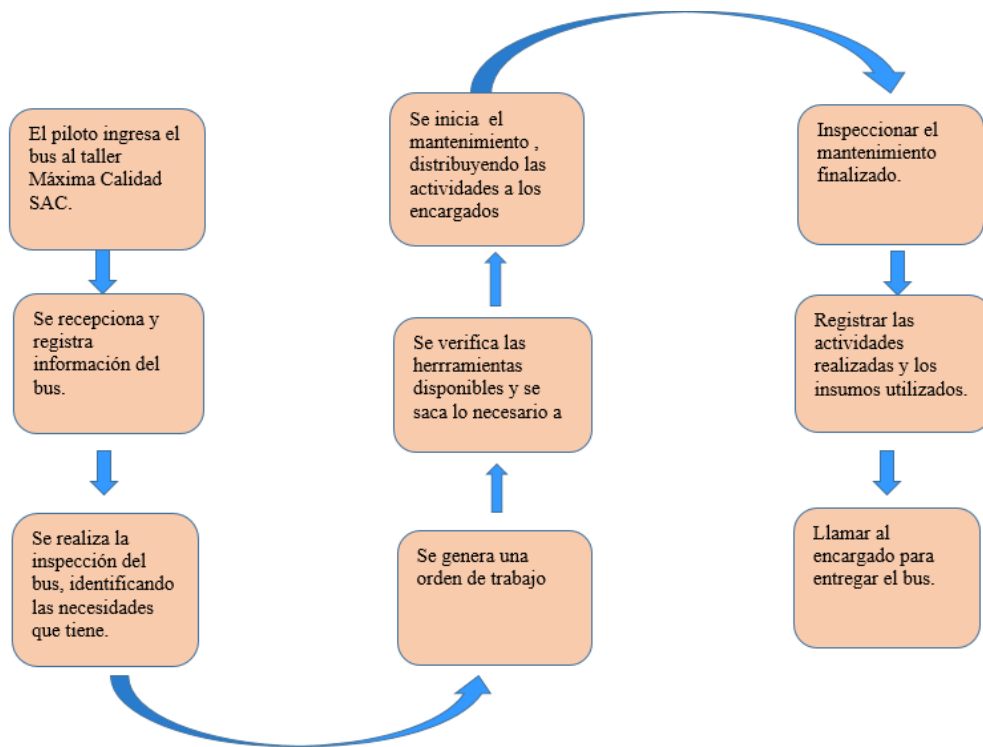 El piloto ingresa el
bus al taller
Máxima Calidad
SAC.
Se recepciona y
registra
información del
bus.
Se realiza la
inspección del
bus, identificando
las necesidades
que tiene.
Se genera una
orden de trabajo
Se verifica las
herrramientas
disponibles y se
saca lo necesario a
Se inicia el
mantenimiento ,
distribuyendo las
actividades a los
encargados
Inspeccionar el
mantenimiento
finalizado.
Registrar las
actividades
realizadas y los
insumos utilizados.
Llamar al
encargado para
entregar el bus.